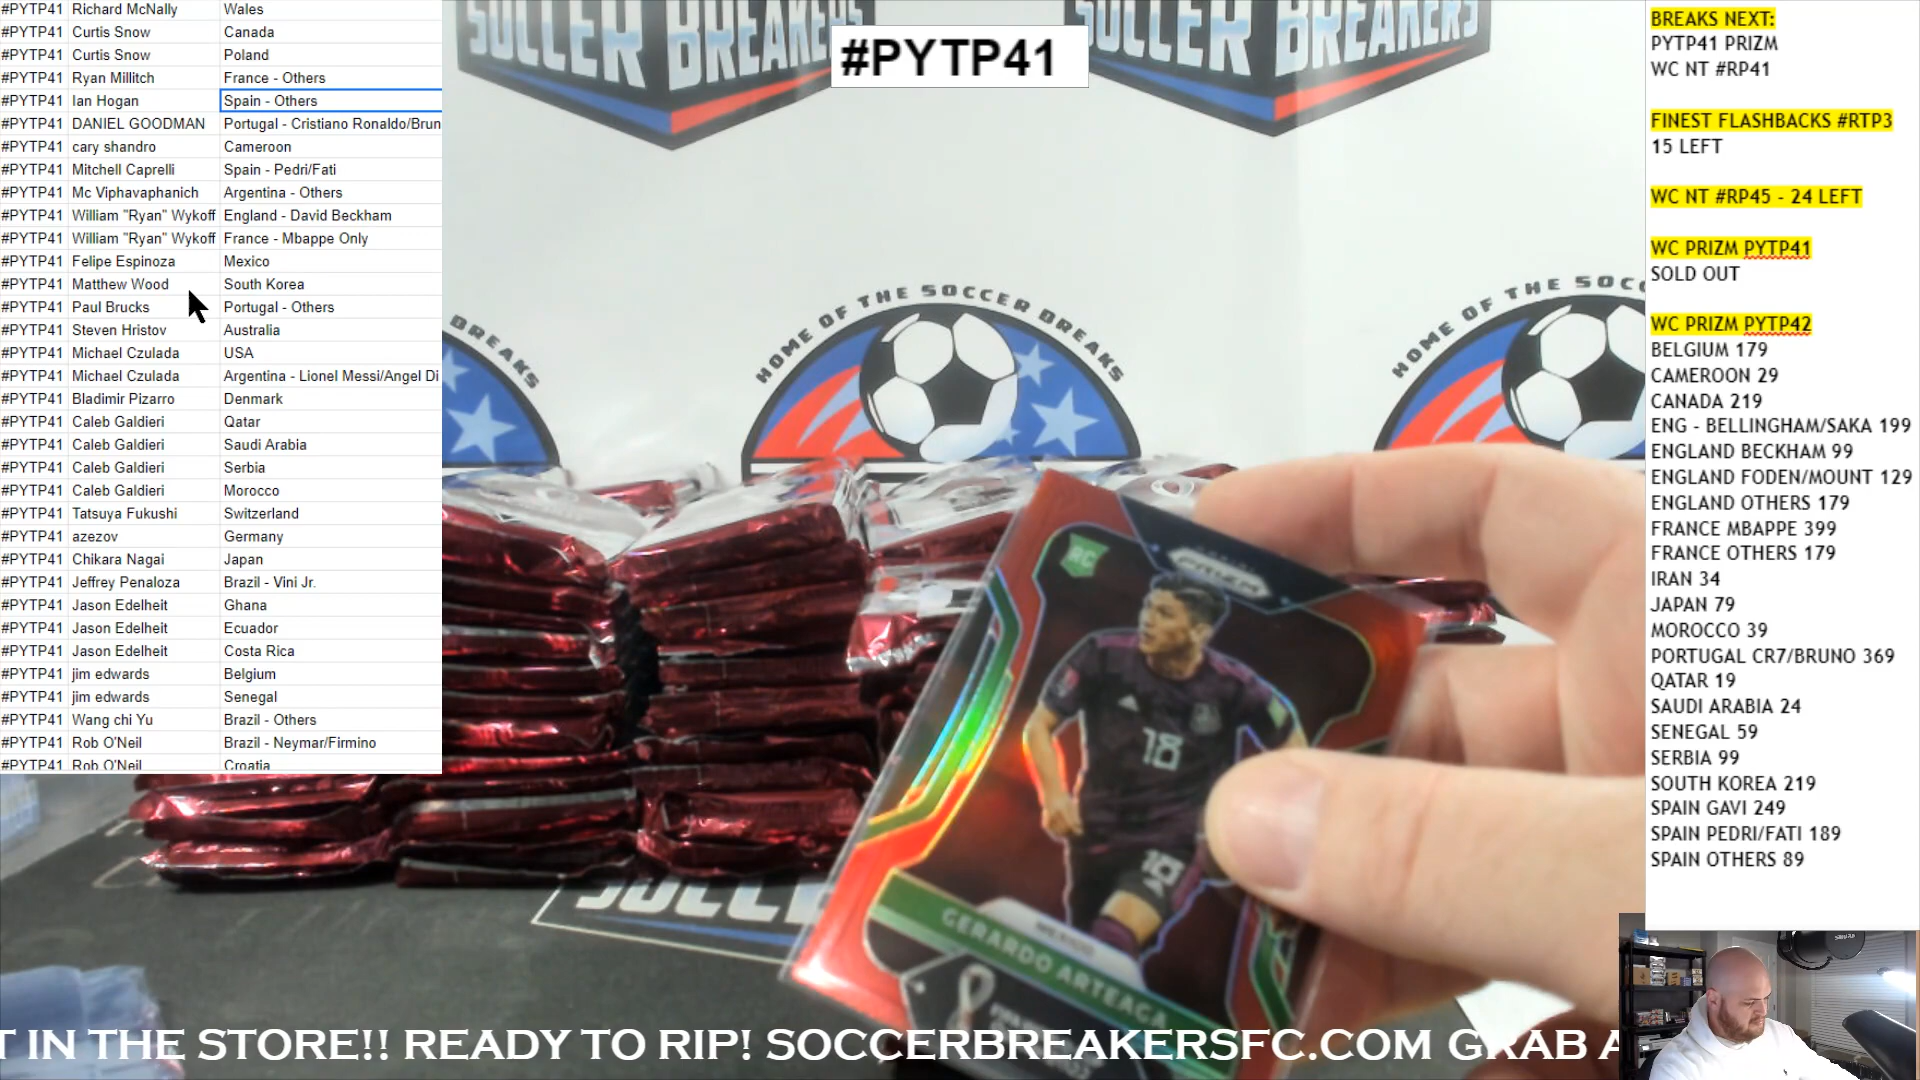 #PYTP41 Richard McNally Wales
#PYTP41 Curtis Snow Canada
#PYTP41 Curtis Snow Poland
#PYTP41 Ryan Millitch France - Others
#PYTP41 Ian Hogan Spain - Others
#PYTP41 DANIEL GOODMAN Portugal - Cristiano Ronaldo/Brun
#PYTP41 cary shandro Cameroon
#PYTP41 Mitchell Caprelli Spain - Pedri/Fati
#PYTP41 Mc Viphavaphanich Argentina - Others
#PYTP41 William "Ryan" Wykoff England - David Beckham
#PYTP41 William "Ryan" Wykoff France - Mbappe Only
#PYTP41 Felipe Espinoza Mexico
#PYTP41 Matthew Wood South Korea
#PYTP41 Paul Brucks Portugal - Others
#PYTP41 Steven Hristov Australia
#PYTP41 Michael Czulada USA
#PYTP41 Michael Czulada Argentina - Lionel Messi/Angel Di
#PYTP41 Bladimir Pizarro Denmark
#PYTP41 Caleb Galdieri Qatar
#PYTP41 Caleb Galdieri Saudi Arabia
#PYTP41 Caleb Galdieri Serbia
#PYTP41 Caleb Galdieri Morocco
#PYTP41 Tatsuya Fukushi Switzerland
#PYTP41 azezov Germany
#PYTP41 Chikara Nagai Japan
#PYTP41 Jeffrey Penaloza Brazil - Vini Jr.
#PYTP41 Jason Edelheit Ghana
#PYTP41 Jason Edelheit Ecuador
#PYTP41 Jason Edelheit Costa Rica
#PYTP41 jim edwards Belgium
#PYTP41 jim edwards Senegal
#PYTP41 Wang chi Yu Brazil - Others
#PYTP41 Rob O'Neil Brazil - Neymar/Firmino
#PYTP41 Rob O'Neil Croatia
SOCCER BREAKERS
SOCCER BREAKERS
#PYTP41
HOME OF THE SOCCER BREAKS
HOME OF THE SOCC
BREAKS
RC
PRIZM
18
18
MEXICO
GERARDO ARTEAGA
BREAKS NEXT:
PYTP41 PRIZM
WC NT #RP41
FINEST FLASHBACKS #RTP3
15 LEFT
WC NT #RP45 - 24 LEFT
WC PRIZM PYTP41
SOLD OUT
WC PRIZM PYTP42
BELGIUM 179
CAMEROON 29
CANADA 219
ENG - BELLINGHAM/SAKA 199
ENGLAND BECKHAM 99
ENGLAND FODEN/MOUNT 129
ENGLAND OTHERS 179
FRANCE MBAPPE 399
FRANCE OTHERS 179
IRAN 34
JAPAN 79
MOROCCO 39
PORTUGAL CR7/BRUNO 369
QATAR 19
SAUDI ARABIA 24
SENEGAL 59
SERBIA 99
SOUTH KOREA 219
SPAIN GAVI 249
SPAIN PEDRI/FATI 189
SPAIN OTHERS 89
T IN THE STORE!! READY TO RIP! SOCCERBREAKERSFC.COM GRAB A